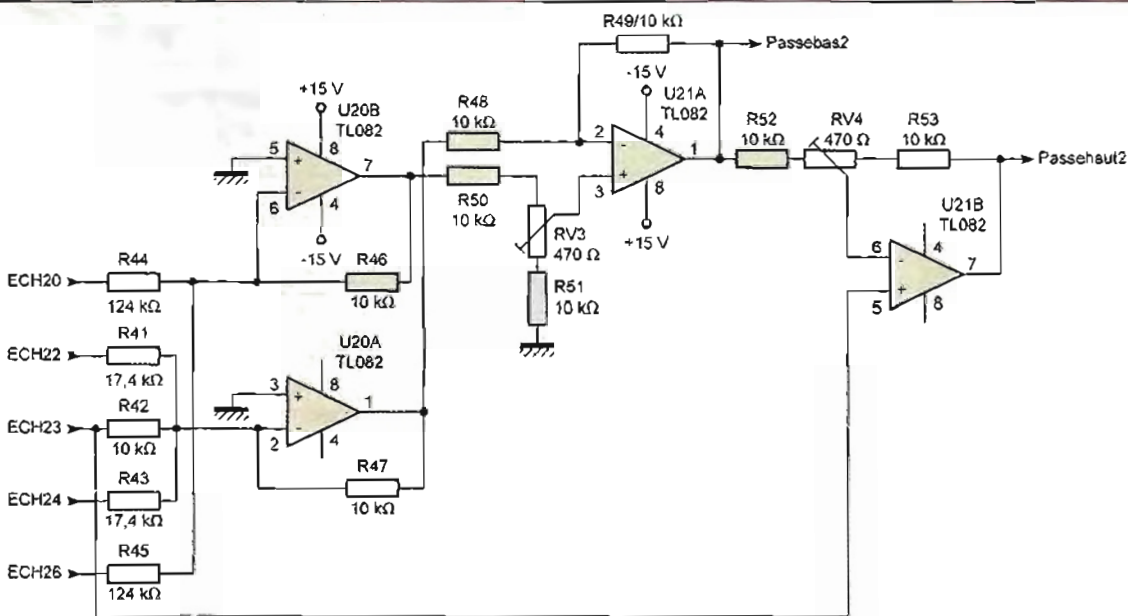 R49/10 kΩ
Passebas2
-15 V
U21A
TL082
+15 V
U20B
TL082
R48
10 kΩ
R50
10 kΩ
R52
10 kΩ
RV4
470 Ω
R53
10 kΩ
Passehaut2
5
+
8
7
6
-
4
-15 V
2
-
4
1
3
+
8
+15 V
RV3
470 Ω
R51
10 kΩ
U21B
TL082
6
-
4
7
5
+
8
ECH20
R44
124 kΩ
R46
10 kΩ
ECH22
R41
17,4 kΩ
U20A
TL082
3
+
8
1
2
-
4
ECH23
R42
10 kΩ
R47
10 kΩ
ECH24
R43
17,4 kΩ
ECH26
R45
124 kΩ